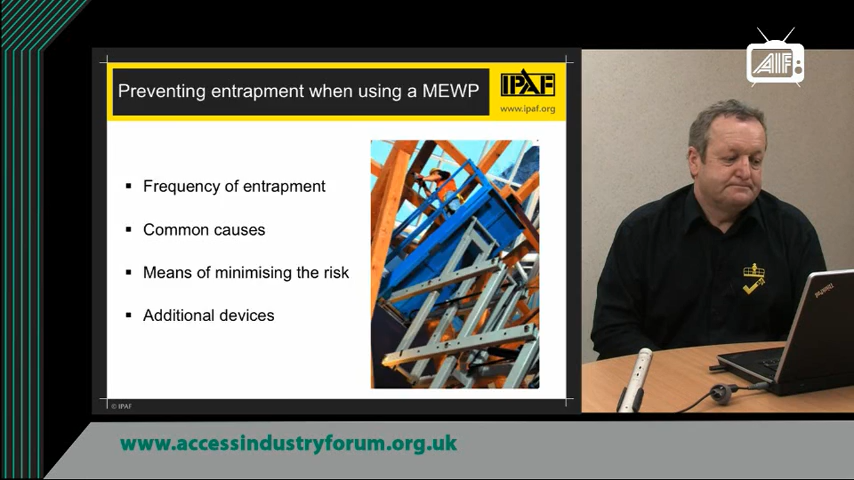 Preventing entrapment when using a MEWP
IPAF
www.ipaf.org
AIF
Frequency of entrapment
Common causes
Means of minimising the risk
Additional devices
ThinkPad
© IPAF
www.accessindustryforum.org.uk